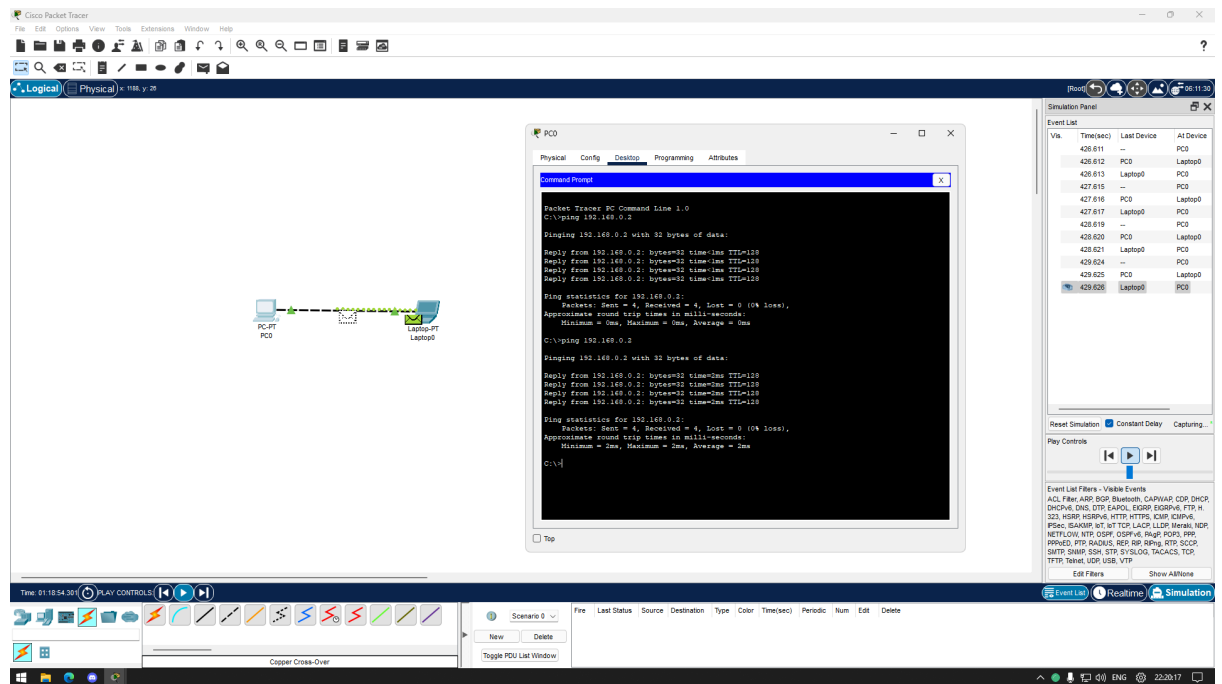 Cisco Packet Tracer
File Edit Options View Tools Extensions Window Help
?
Logical Physical x: 1188, y: 28
[Root] 06:11:30
PC-PT
PC0
Laptop-PT
Laptop0
PC0
Physical Config Desktop Programming Attributes
Command Prompt X
Packet Tracer PC Command Line 1.0
C:\>ping 192.168.0.2
Pinging 192.168.0.2 with 32 bytes of data:
Reply from 192.168.0.2: bytes=32 time<1ms TTL=128
Reply from 192.168.0.2: bytes=32 time<1ms TTL=128
Reply from 192.168.0.2: bytes=32 time<1ms TTL=128
Reply from 192.168.0.2: bytes=32 time<1ms TTL=128
Ping statistics for 192.168.0.2:
Packets: Sent = 4, Received = 4, Lost = 0 (0% loss),
Approximate round trip times in milli-seconds:
Minimum = 0ms, Maximum = 0ms, Average = 0ms
C:\>ping 192.168.0.2
Pinging 192.168.0.2 with 32 bytes of data:
Reply from 192.168.0.2: bytes=32 time=2ms TTL=128
Reply from 192.168.0.2: bytes=32 time=2ms TTL=128
Reply from 192.168.0.2: bytes=32 time=2ms TTL=128
Reply from 192.168.0.2: bytes=32 time=2ms TTL=128
Ping statistics for 192.168.0.2:
Packets: Sent = 4, Received = 4, Lost = 0 (0% loss),
Approximate round trip times in milli-seconds:
Minimum = 2ms, Maximum = 2ms, Average = 2ms
C:\>
Top
Simulation Panel
Event List
Vis. Time(sec) Last Device At Device
426.611 -- PC0
426.612 PC0 Laptop0
426.613 Laptop0 PC0
427.615 -- PC0
427.616 PC0 Laptop0
427.617 Laptop0 PC0
428.619 -- PC0
428.620 PC0 Laptop0
428.621 Laptop0 PC0
429.624 -- PC0
429.625 PC0 Laptop0
429.626 Laptop0 PC0
Reset Simulation Constant Delay Capturing...
Play Controls
Event List Filters - Visible Events
ACL Filter, ARP, BGP, Bluetooth, CAPWAP, CDP, DHCP,
DHCPv6, DNS, DTP, EAPOL, EIGRP, EIGRPv6, FTP, H.
323, HSRP, HSRPv6, HTTP, HTTPS, ICMP, ICMPv6,
IPSec, ISAKMP, IoT, IoT TCP, LACP, LLDP, Meraki, NDP,
NETFLOW, NTP, OSPF, OSPFv6, PAgP, POP3, PPP,
PPPoED, PTP, RADIUS, REP, RIP, RIPng, RTP, SCCP,
SMTP, SNMP, SSH, STP, SYSLOG, TACACS, TCP,
TFTP, Telnet, UDP, USB, VTP
Edit Filters Show All/None
Time: 01:18:54.301 PLAY CONTROLS:
Event List Realtime Simulation
Copper Cross-Over
Scenario 0
New Delete
Toggle PDU List Window
Fire Last Status Source Destination Type Color Time(sec) Periodic Num Edit Delete
ENG 22:20:17